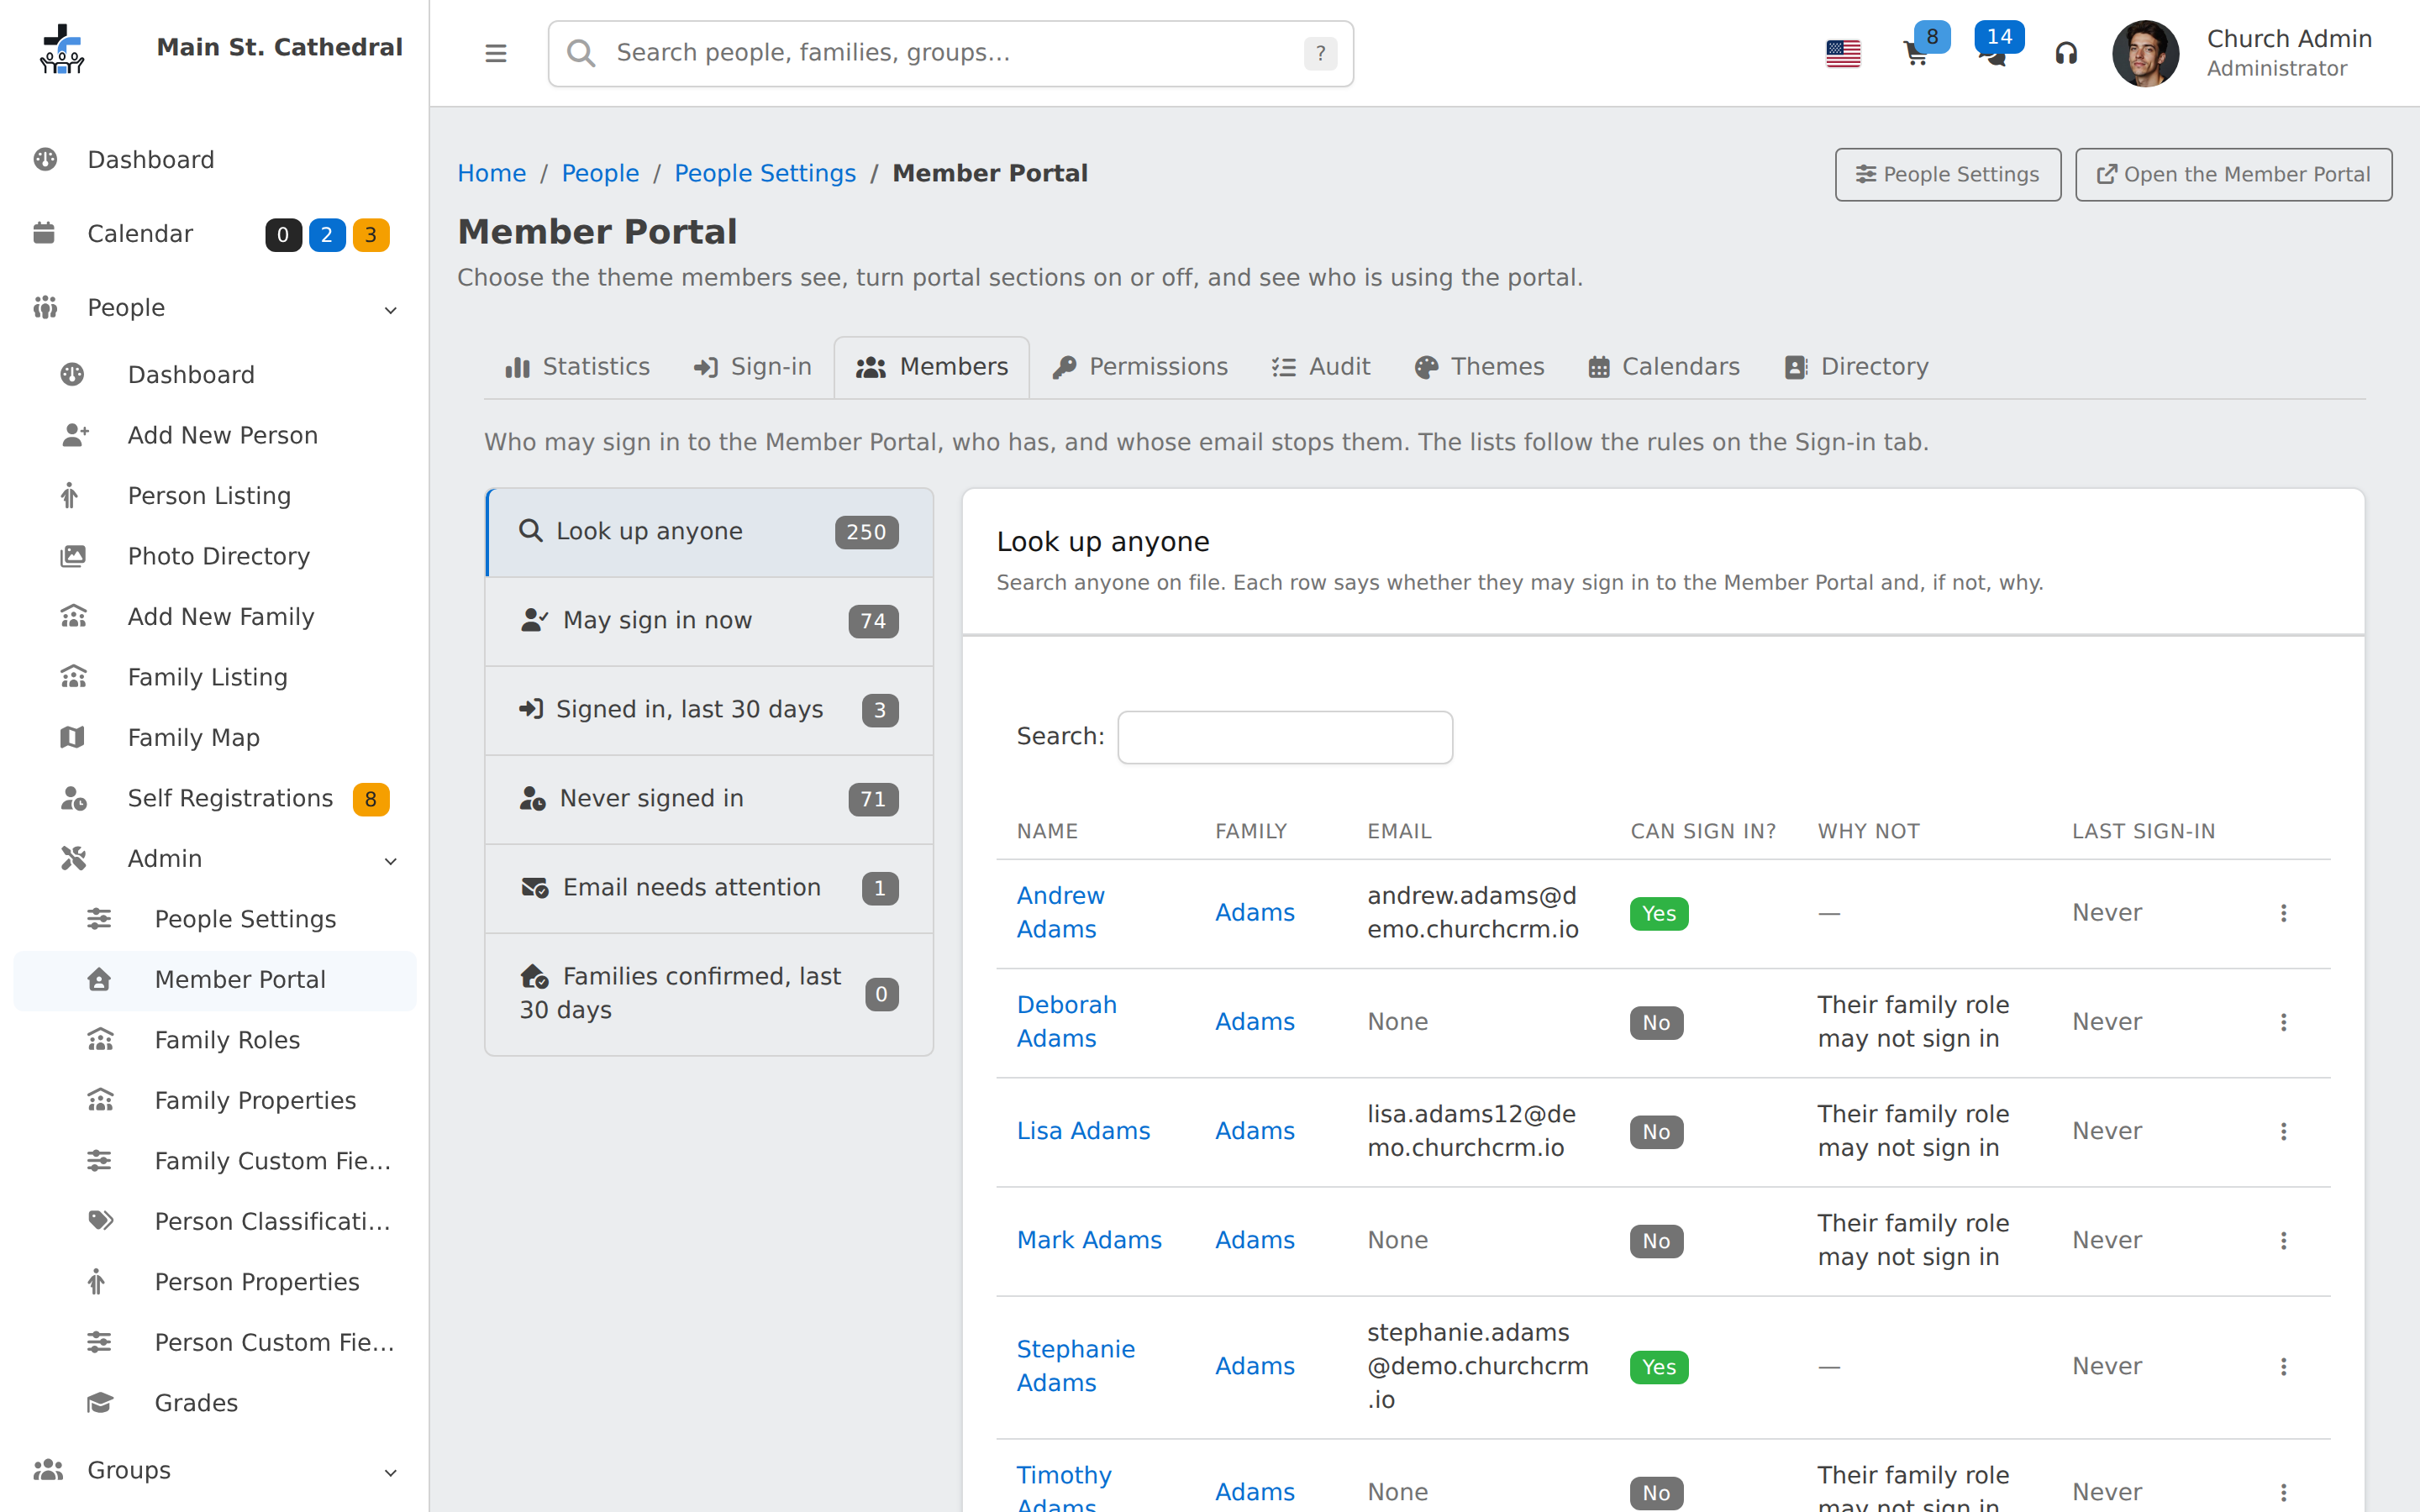 Main St. Cathedral
Search people, families, groups...
?
8
14
Church Admin
Administrator
Dashboard
Calendar
0
2
3
People
Dashboard
Add New Person
Person Listing
Photo Directory
Add New Family
Family Listing
Family Map
Self Registrations
8
Admin
People Settings
Member Portal
Family Roles
Family Properties
Family Custom Fie...
Person Classificati...
Person Properties
Person Custom Fie...
Grades
Groups
Home / People / People Settings / Member Portal
People Settings
Open the Member Portal
Member Portal
Choose the theme members see, turn portal sections on or off, and see who is using the portal.
Statistics
Sign-in
Members
Permissions
Audit
Themes
Calendars
Directory
Who may sign in to the Member Portal, who has, and whose email stops them. The lists follow the rules on the Sign-in tab.
Look up anyone 250
May sign in now 74
Signed in, last 30 days 3
Never signed in 71
Email needs attention 1
Families confirmed, last
30 days
0
Look up anyone
Search anyone on file. Each row says whether they may sign in to the Member Portal and, if not, why.
Search:
NAME FAMILY EMAIL CAN SIGN IN? WHY NOT LAST SIGN-IN
Andrew
Adams
Adams
andrew.adams@d
emo.churchcrm.io
Yes
—
Never
Deborah
Adams
Adams
None
No
Their family role
may not sign in
Never
Lisa Adams
Adams
lisa.adams12@de
mo.churchcrm.io
No
Their family role
may not sign in
Never
Mark Adams
Adams
None
No
Their family role
may not sign in
Never
Stephanie
Adams
Adams
stephanie.adams
@demo.churchcrm
.io
Yes
—
Never
Timothy
Adams
Adams
None
No
Their family role
may not sign in
Never